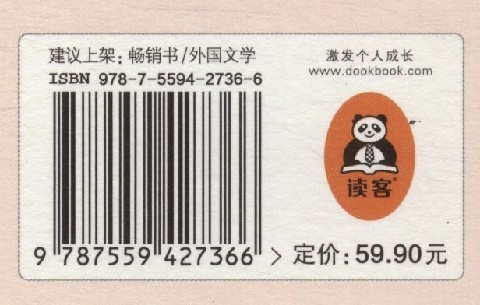 建议上架：畅销书/外国文学
ISBN 978-7-5594-2736-6
激发个人成长
www.dookbook.com
读客®
9 787559 427366 >
定价：59.90元